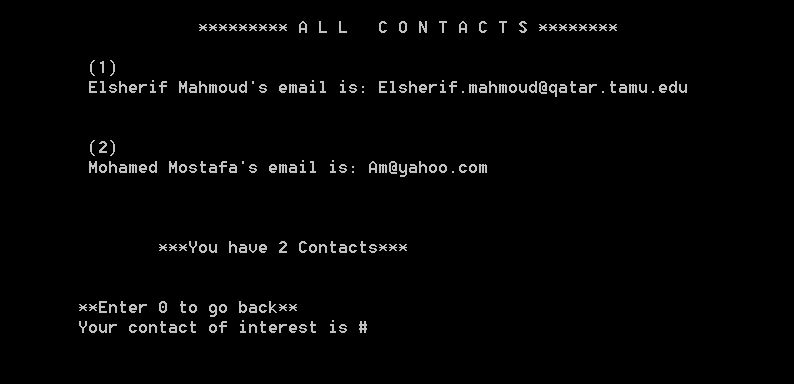 ********* A L L   C O N T A C T S ********
(1)
Elsherif Mahmoud's email is: Elsherif.mahmoud@qatar.tamu.edu
(2)
Mohamed Mostafa's email is: Am@yahoo.com
***You have 2 Contacts***
**Enter 0 to go back**
Your contact of interest is #